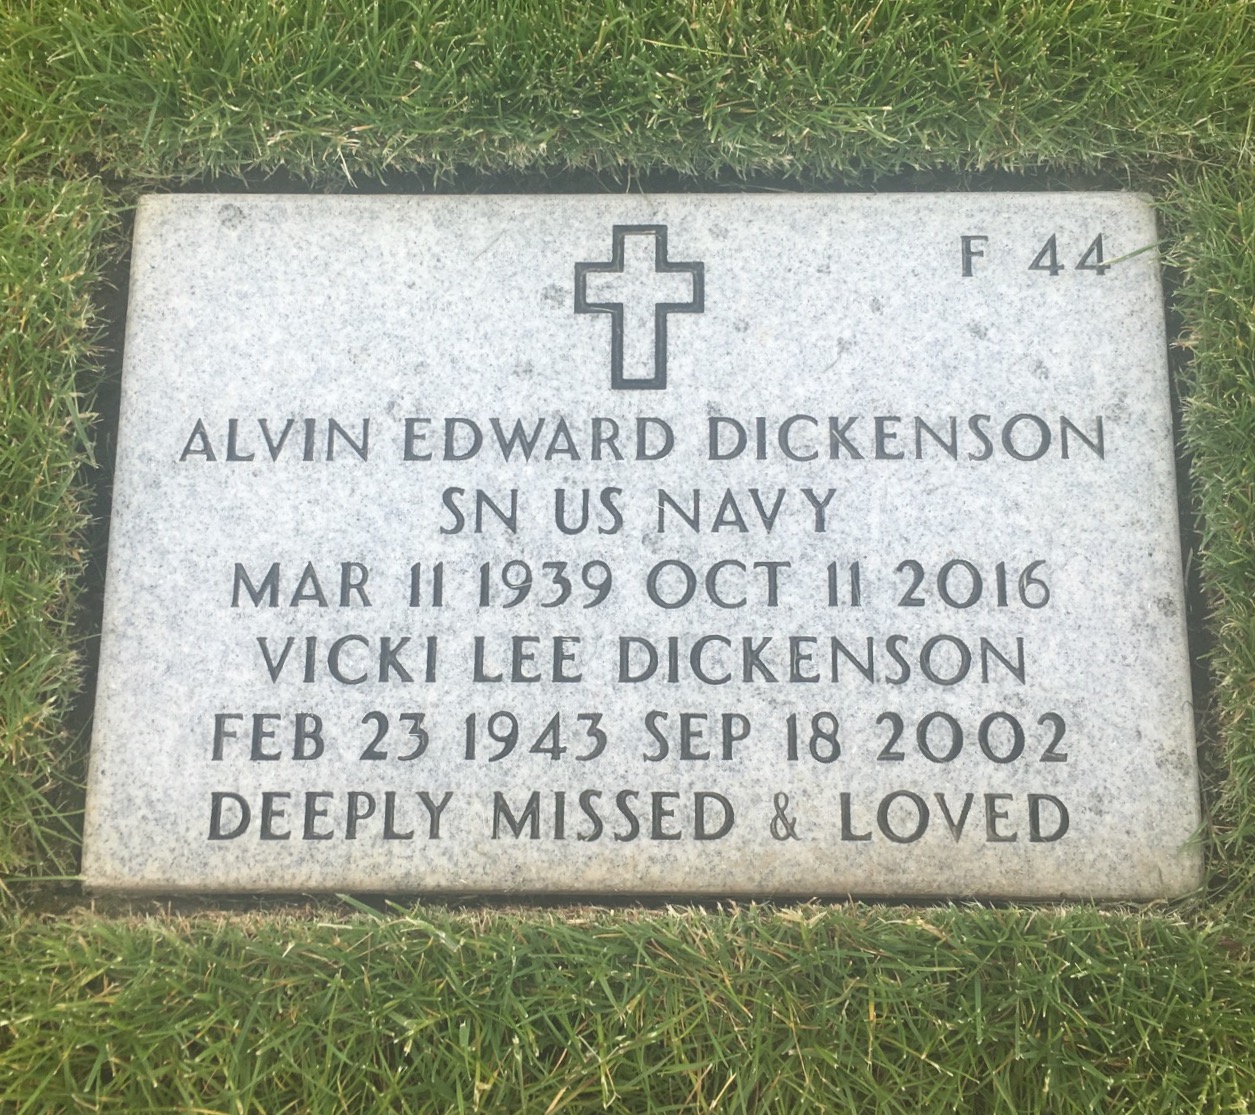 F 44
ALVIN EDWARD DICKENSON
SN US NAVY
MAR 11 1939 OCT 11 2016
VICKI LEE DICKENSON
FEB 23 1943 SEP 18 2002
DEEPLY MISSED & LOVED